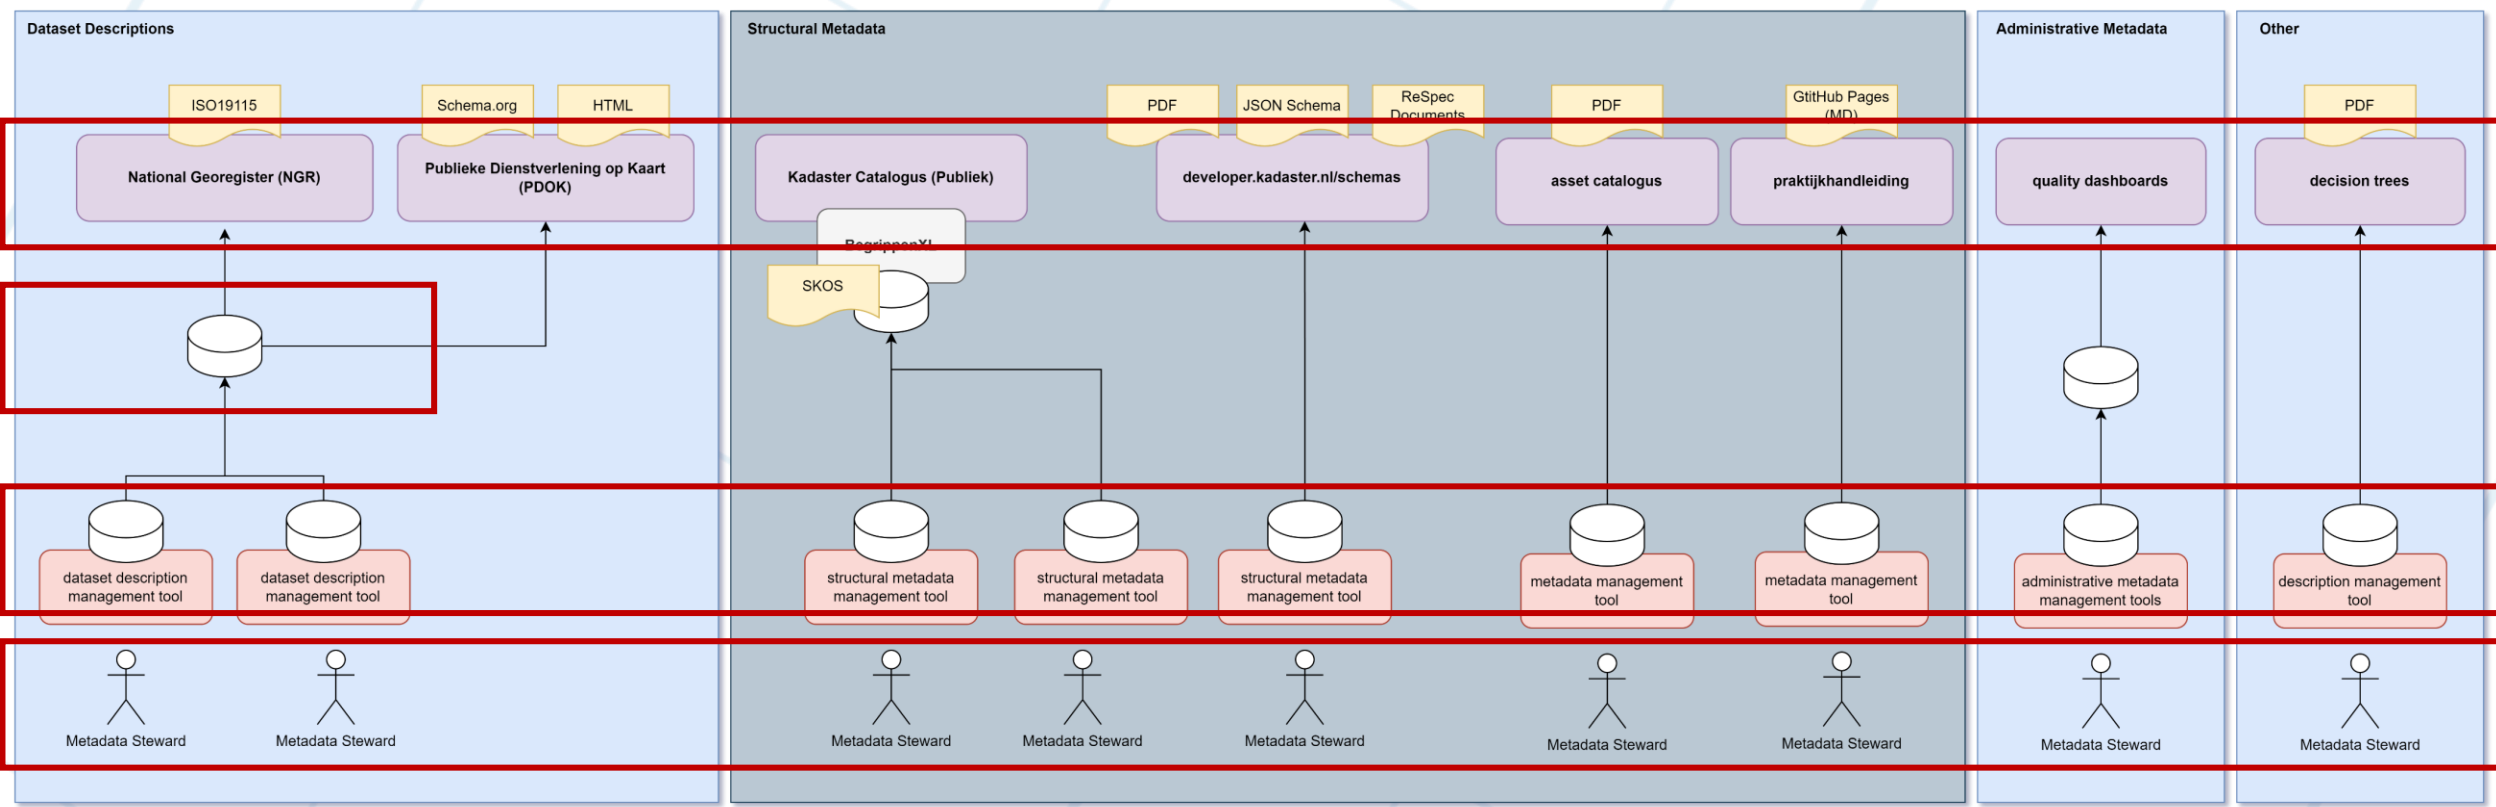 Dataset Descriptions
Structural Metadata
Administrative Metadata
Other
ISO19115
Schema.org
HTML
PDF
JSON Schema
ReSpec
Documents
PDF
GtitHub Pages
(MD)
PDF
National Georegister (NGR)
Publieke Dienstverlening op Kaart
(PDOK)
Kadaster Catalogus (Publiek)
developer.kadaster.nl/schemas
asset catalogus
praktijkhandleiding
quality dashboards
decision trees
BegrippenXL
SKOS
dataset description
management tool
dataset description
management tool
structural metadata
management tool
structural metadata
management tool
structural metadata
management tool
metadata management
tool
metadata management
tool
administrative metadata
management tools
description management
tool
Metadata Steward
Metadata Steward
Metadata Steward
Metadata Steward
Metadata Steward
Metadata Steward
Metadata Steward
Metadata Steward
Metadata Steward